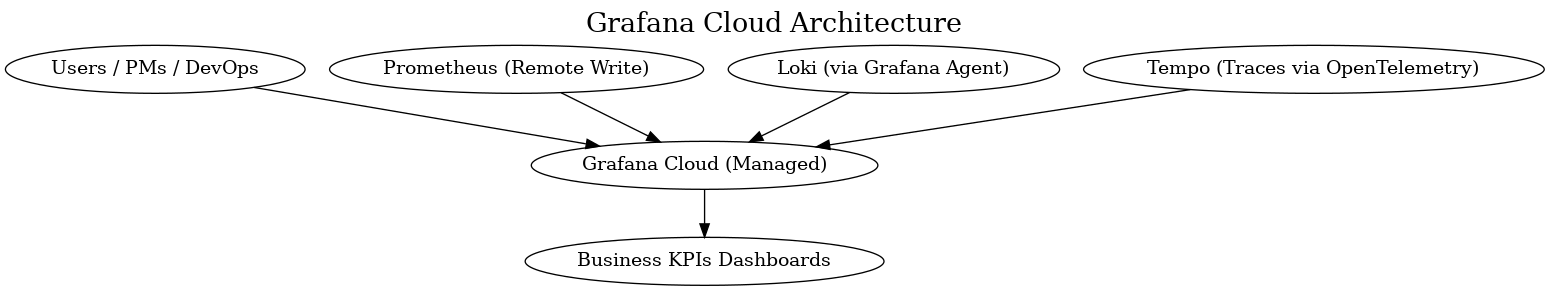 Grafana Cloud Architecture
Users / PMs / DevOps
Prometheus (Remote Write)
Loki (via Grafana Agent)
Tempo (Traces via OpenTelemetry)
Grafana Cloud (Managed)
Business KPIs Dashboards